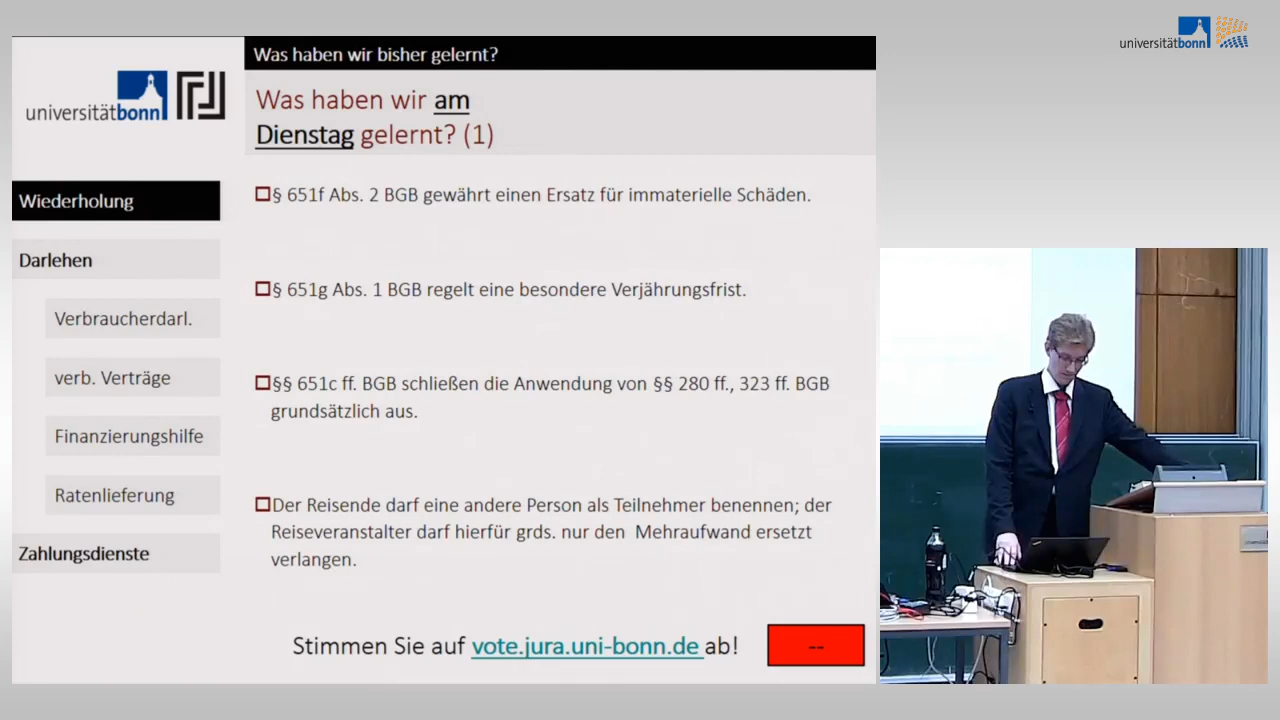 universitätbonn
Was haben wir bisher gelernt?
universitätbonn
Was haben wir am
Dienstag gelernt? (1)
Wiederholung
Darlehen
Verbraucherdarl.
verb. Verträge
Finanzierungshilfe
Ratenlieferung
Zahlungsdienste
§ 651f Abs. 2 BGB gewährt einen Ersatz für immaterielle Schäden.
§ 651g Abs. 1 BGB regelt eine besondere Verjährungsfrist.
§§ 651c ff. BGB schließen die Anwendung von §§ 280 ff., 323 ff. BGB
grundsätzlich aus.
Der Reisende darf eine andere Person als Teilnehmer benennen; der
Reiseveranstalter darf hierfür grds. nur den Mehraufwand ersetzt
verlangen.
Stimmen Sie auf vote.jura.uni-bonn.de ab!
--